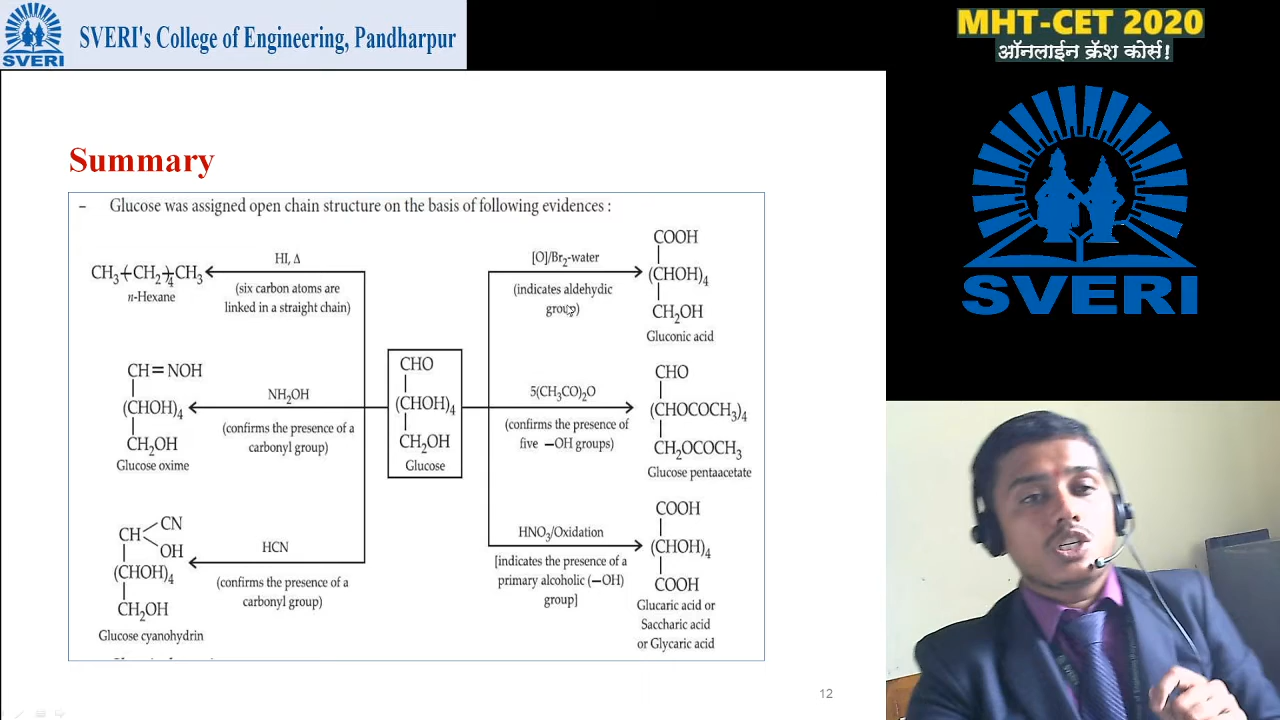 SVERI
SVERI's College of Engineering, Pandharpur
MHT-CET 2020
ऑनलाईन क्रॅश कोर्स!
SVERI
Summary
– Glucose was assigned open chain structure on the basis of following evidences :
HI, Δ
CH₃–(CH₂)₄–CH₃
n-Hexane
(six carbon atoms are
linked in a straight chain)
[O]/Br₂-water
(indicates aldehydic
group)
COOH
(CHOH)₄
CH₂OH
Gluconic acid
CH=NOH
(CHOH)₄
CH₂OH
Glucose oxime
NH₂OH
(confirms the presence of a
carbonyl group)
CHO
(CHOH)₄
CH₂OH
Glucose
5(CH₃CO)₂O
(confirms the presence of
five –OH groups)
CHO
(CHOCOCH₃)₄
CH₂OCOCH₃
Glucose pentaacetate
CN
CH
OH
(CHOH)₄
CH₂OH
Glucose cyanohydrin
HCN
(confirms the presence of a
carbonyl group)
HNO₃/Oxidation
[indicates the presence of a
primary alcoholic (–OH)
group]
COOH
(CHOH)₄
COOH
Glucaric acid or
Saccharic acid
or Glycaric acid
12